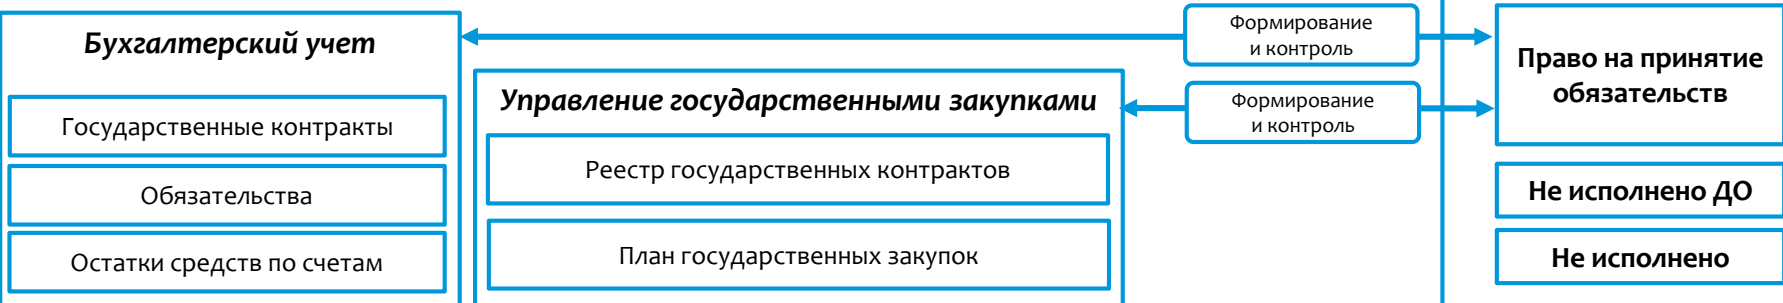 Бухгалтерский учет
Государственные контракты
Обязательства
Остатки средств по счетам
Управление государственными закупками
Реестр государственных контрактов
План государственных закупок
Формирование
и контроль
Формирование
и контроль
Право на принятие
обязательств
Не исполнено ДО
Не исполнено